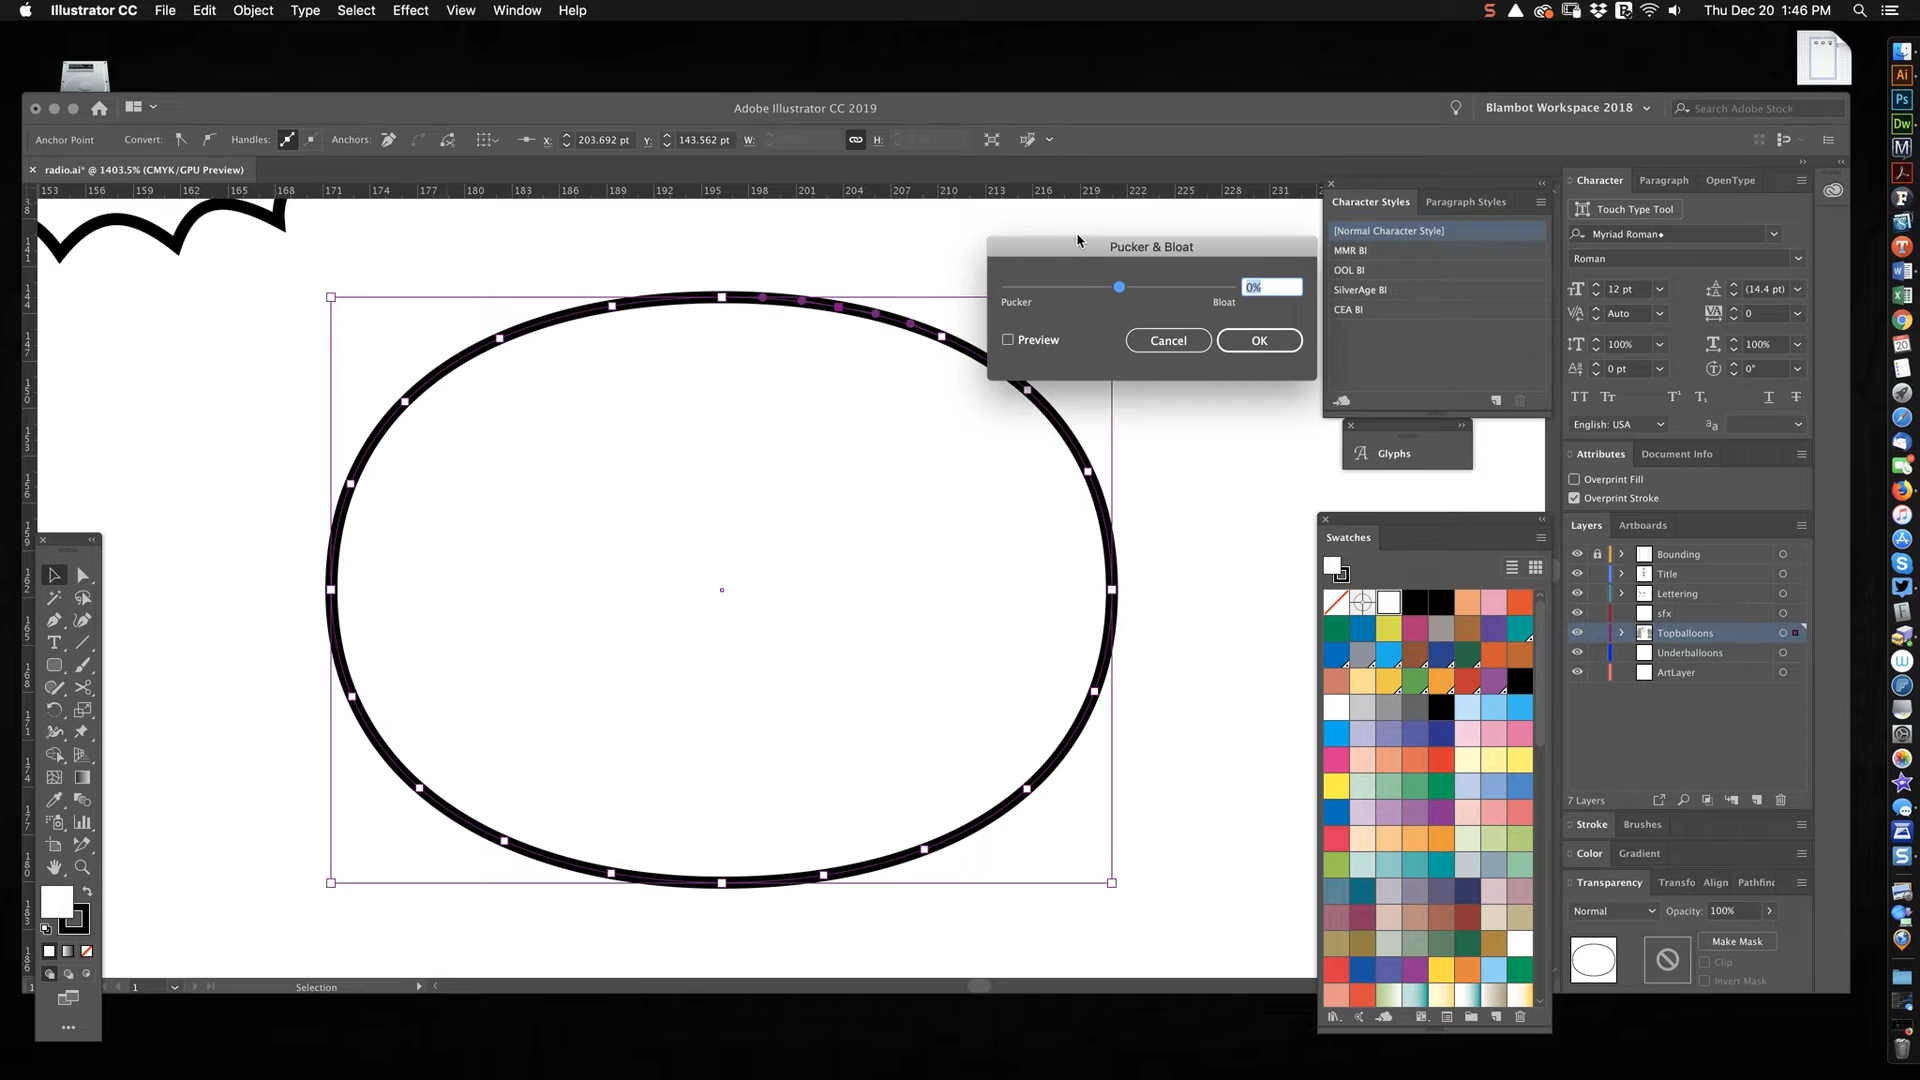 Illustrator CC File Edit Object Type Select Effect View Window Help
Thu Dec 20 1:46 PM
Adobe Illustrator CC 2019
Blambot Workspace 2018
Search Adobe Stock
Anchor Point Convert: Handles: Anchors: X: 203.692 pt Y: 143.562 pt W: H:
radio.ai* @ 1403.5% (CMYK/GPU Preview)
153 156 159 162 165 168 171 174 177 180 183 186 189 192 195 198 201 204 207 210 213 216 219 222 225 228 231
Pucker & Bloat
0%
Pucker Bloat
Preview Cancel OK
Character Styles Paragraph Styles
[Normal Character Style]
MMR BI
OOL BI
SilverAge BI
CEA BI
Glyphs
Swatches
Character Paragraph OpenType
Touch Type Tool
Myriad Roman
Roman
12 pt (14.4 pt)
Auto 0
100% 100%
0 pt 0°
English: USA
Attributes Document Info
Overprint Fill
Overprint Stroke
Layers Artboards
Bounding
Title
Lettering
sfx
Topballoons
Underballoons
ArtLayer
7 Layers
Stroke Brushes
Color Gradient
Transparency Transfo Align Pathfind
Normal Opacity: 100%
Make Mask
Clip
Invert Mask
1 Selection